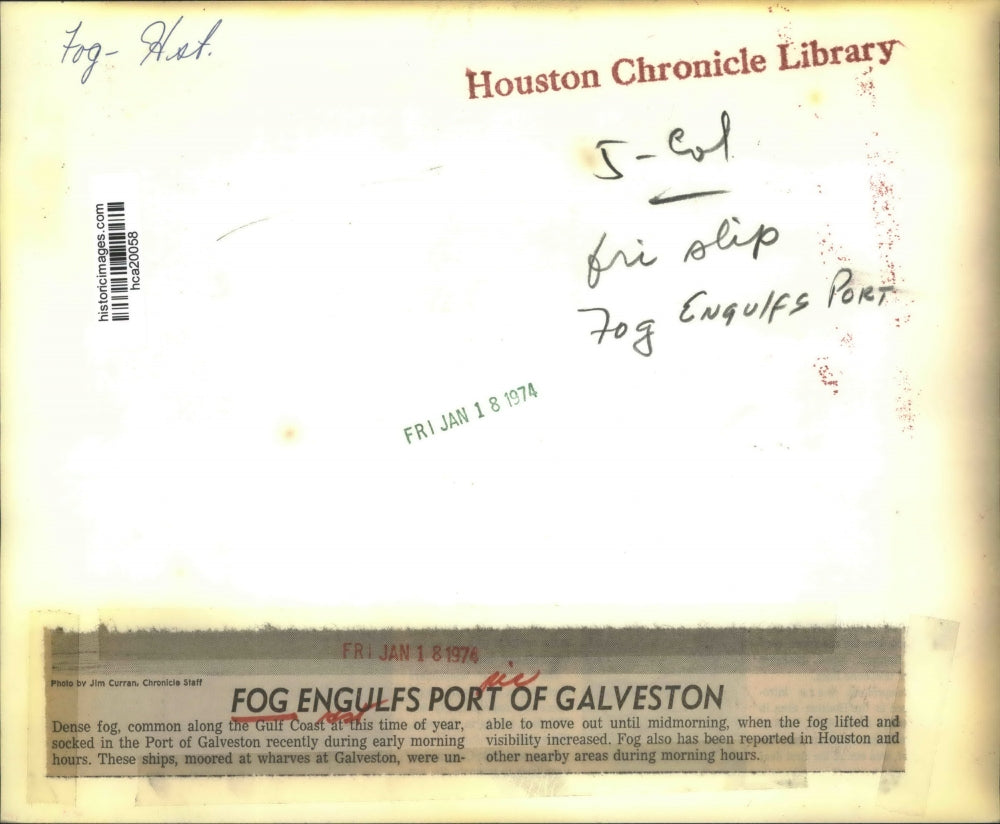 Fog - Hst.
Houston Chronicle Library
5-Col
fri slip
Fog ENGULFS PORT
historicimages.com
hca20058
FRI JAN 18 1974
FRI JAN 18 1974
Photo by Jim Curran, Chronicle Staff
pic
FOG ENGULFS PORT OF GALVESTON
hst
Dense fog, common along the Gulf Coast at this time of year,
socked in the Port of Galveston recently during early morning
hours. These ships, moored at wharves at Galveston, were un-
able to move out until midmorning, when the fog lifted and
visibility increased. Fog also has been reported in Houston and
other nearby areas during morning hours.